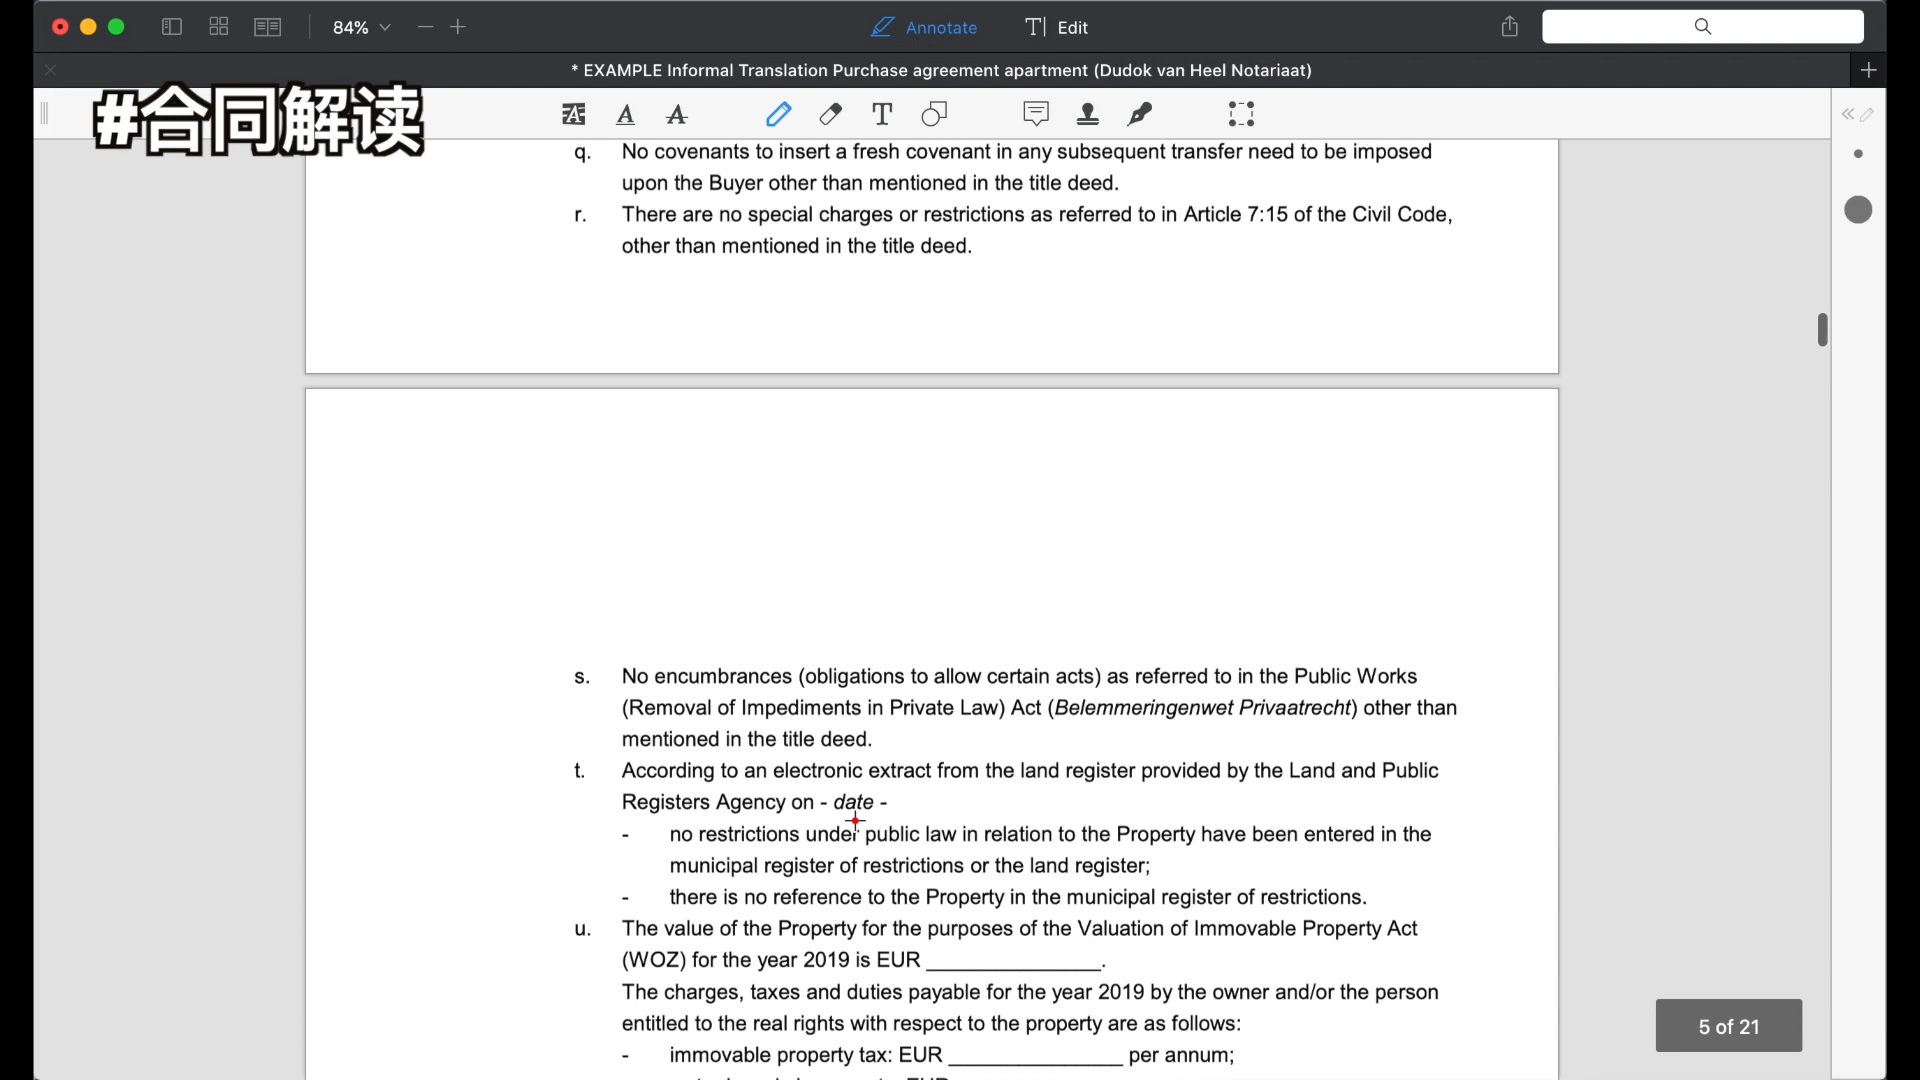 84%
Annotate
Edit
* EXAMPLE Informal Translation Purchase agreement apartment (Dudok van Heel Notariaat)
#合同解读
q. No covenants to insert a fresh covenant in any subsequent transfer need to be imposed
upon the Buyer other than mentioned in the title deed.
r. There are no special charges or restrictions as referred to in Article 7:15 of the Civil Code,
other than mentioned in the title deed.
s. No encumbrances (obligations to allow certain acts) as referred to in the Public Works
(Removal of Impediments in Private Law) Act (Belemmeringenwet Privaatrecht) other than
mentioned in the title deed.
t. According to an electronic extract from the land register provided by the Land and Public
Registers Agency on - date -
- no restrictions under public law in relation to the Property have been entered in the
municipal register of restrictions or the land register;
- there is no reference to the Property in the municipal register of restrictions.
u. The value of the Property for the purposes of the Valuation of Immovable Property Act
(WOZ) for the year 2019 is EUR _______________.
The charges, taxes and duties payable for the year 2019 by the owner and/or the person
entitled to the real rights with respect to the property are as follows:
- immovable property tax: EUR _______________ per annum;
5 of 21